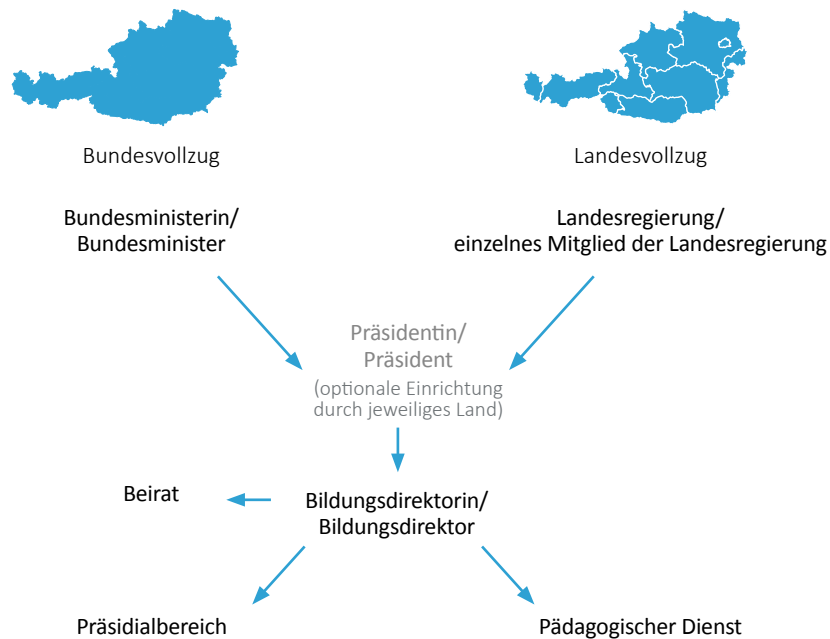 Bundesvollzug
Landesvollzug
Bundesministerin/
Bundesminister
Landesregierung/
einzelnes Mitglied der Landesregierung
Präsidentin/
Präsident
(optionale Einrichtung
durch jeweiliges Land)
Beirat
Bildungsdirektorin/
Bildungsdirektor
Präsidialbereich
Pädagogischer Dienst